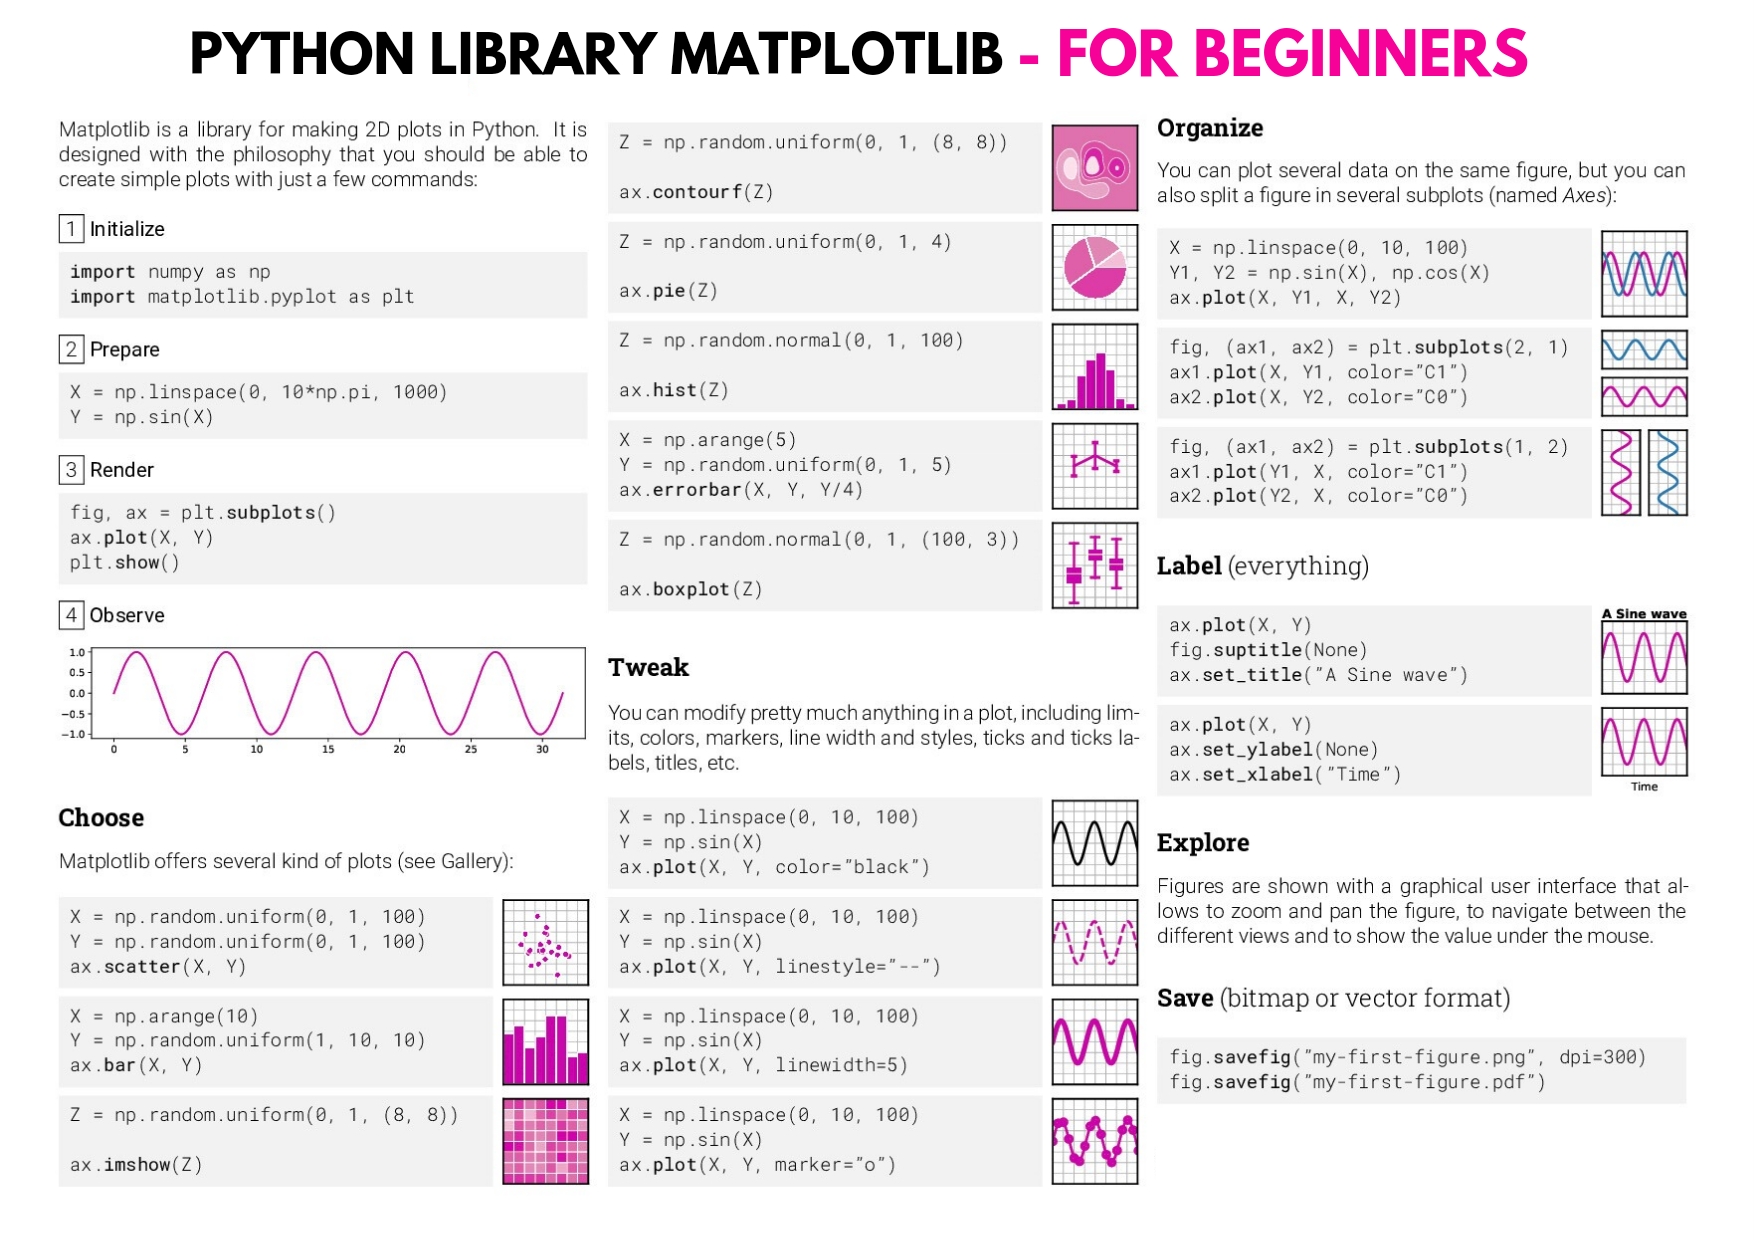 PYTHON LIBRARY MATPLOTLIB - FOR BEGINNERS
Matplotlib is a library for making 2D plots in Python. It is
designed with the philosophy that you should be able to
create simple plots with just a few commands:
1 Initialize
import numpy as np
import matplotlib.pyplot as plt
2 Prepare
X = np.linspace(0, 10*np.pi, 1000)
Y = np.sin(X)
3 Render
fig, ax = plt.subplots()
ax.plot(X, Y)
plt.show()
4 Observe
1.0
0.5
0.0
−0.5
−1.0
0 5 10 15 20 25 30
Choose
Matplotlib offers several kind of plots (see Gallery):
X = np.random.uniform(0, 1, 100)
Y = np.random.uniform(0, 1, 100)
ax.scatter(X, Y)
X = np.arange(10)
Y = np.random.uniform(1, 10, 10)
ax.bar(X, Y)
Z = np.random.uniform(0, 1, (8, 8))
ax.imshow(Z)
Z = np.random.uniform(0, 1, (8, 8))
ax.contourf(Z)
Z = np.random.uniform(0, 1, 4)
ax.pie(Z)
Z = np.random.normal(0, 1, 100)
ax.hist(Z)
X = np.arange(5)
Y = np.random.uniform(0, 1, 5)
ax.errorbar(X, Y, Y/4)
Z = np.random.normal(0, 1, (100, 3))
ax.boxplot(Z)
Tweak
You can modify pretty much anything in a plot, including lim-
its, colors, markers, line width and styles, ticks and ticks la-
bels, titles, etc.
X = np.linspace(0, 10, 100)
Y = np.sin(X)
ax.plot(X, Y, color="black")
X = np.linspace(0, 10, 100)
Y = np.sin(X)
ax.plot(X, Y, linestyle="--")
X = np.linspace(0, 10, 100)
Y = np.sin(X)
ax.plot(X, Y, linewidth=5)
X = np.linspace(0, 10, 100)
Y = np.sin(X)
ax.plot(X, Y, marker="o")
Organize
You can plot several data on the same figure, but you can
also split a figure in several subplots (named Axes):
X = np.linspace(0, 10, 100)
Y1, Y2 = np.sin(X), np.cos(X)
ax.plot(X, Y1, X, Y2)
fig, (ax1, ax2) = plt.subplots(2, 1)
ax1.plot(X, Y1, color="C1")
ax2.plot(X, Y2, color="C0")
fig, (ax1, ax2) = plt.subplots(1, 2)
ax1.plot(Y1, X, color="C1")
ax2.plot(Y2, X, color="C0")
Label (everything)
ax.plot(X, Y)
fig.suptitle(None)
ax.set_title("A Sine wave")
A Sine wave
ax.plot(X, Y)
ax.set_ylabel(None)
ax.set_xlabel("Time")
Time
Explore
Figures are shown with a graphical user interface that al-
lows to zoom and pan the figure, to navigate between the
different views and to show the value under the mouse.
Save (bitmap or vector format)
fig.savefig("my-first-figure.png", dpi=300)
fig.savefig("my-first-figure.pdf")